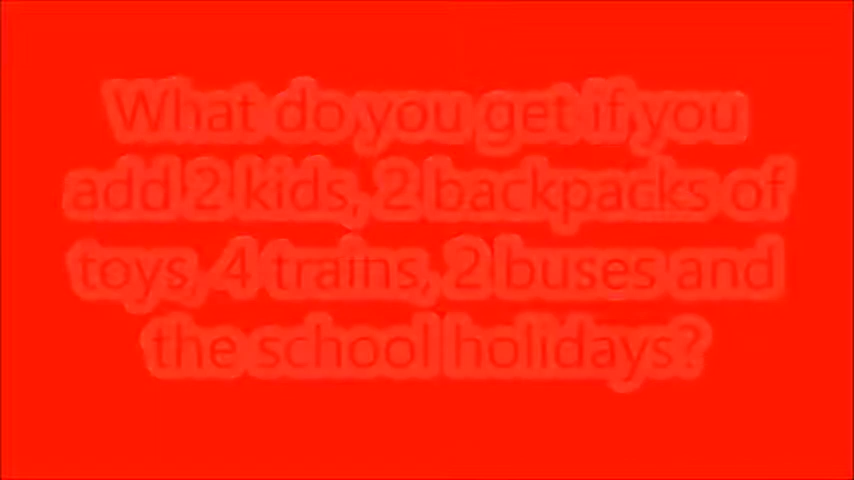 What do you get if you
add 2 kids, 2 backpacks of
toys, 4 trains, 2 buses and
the school holidays?